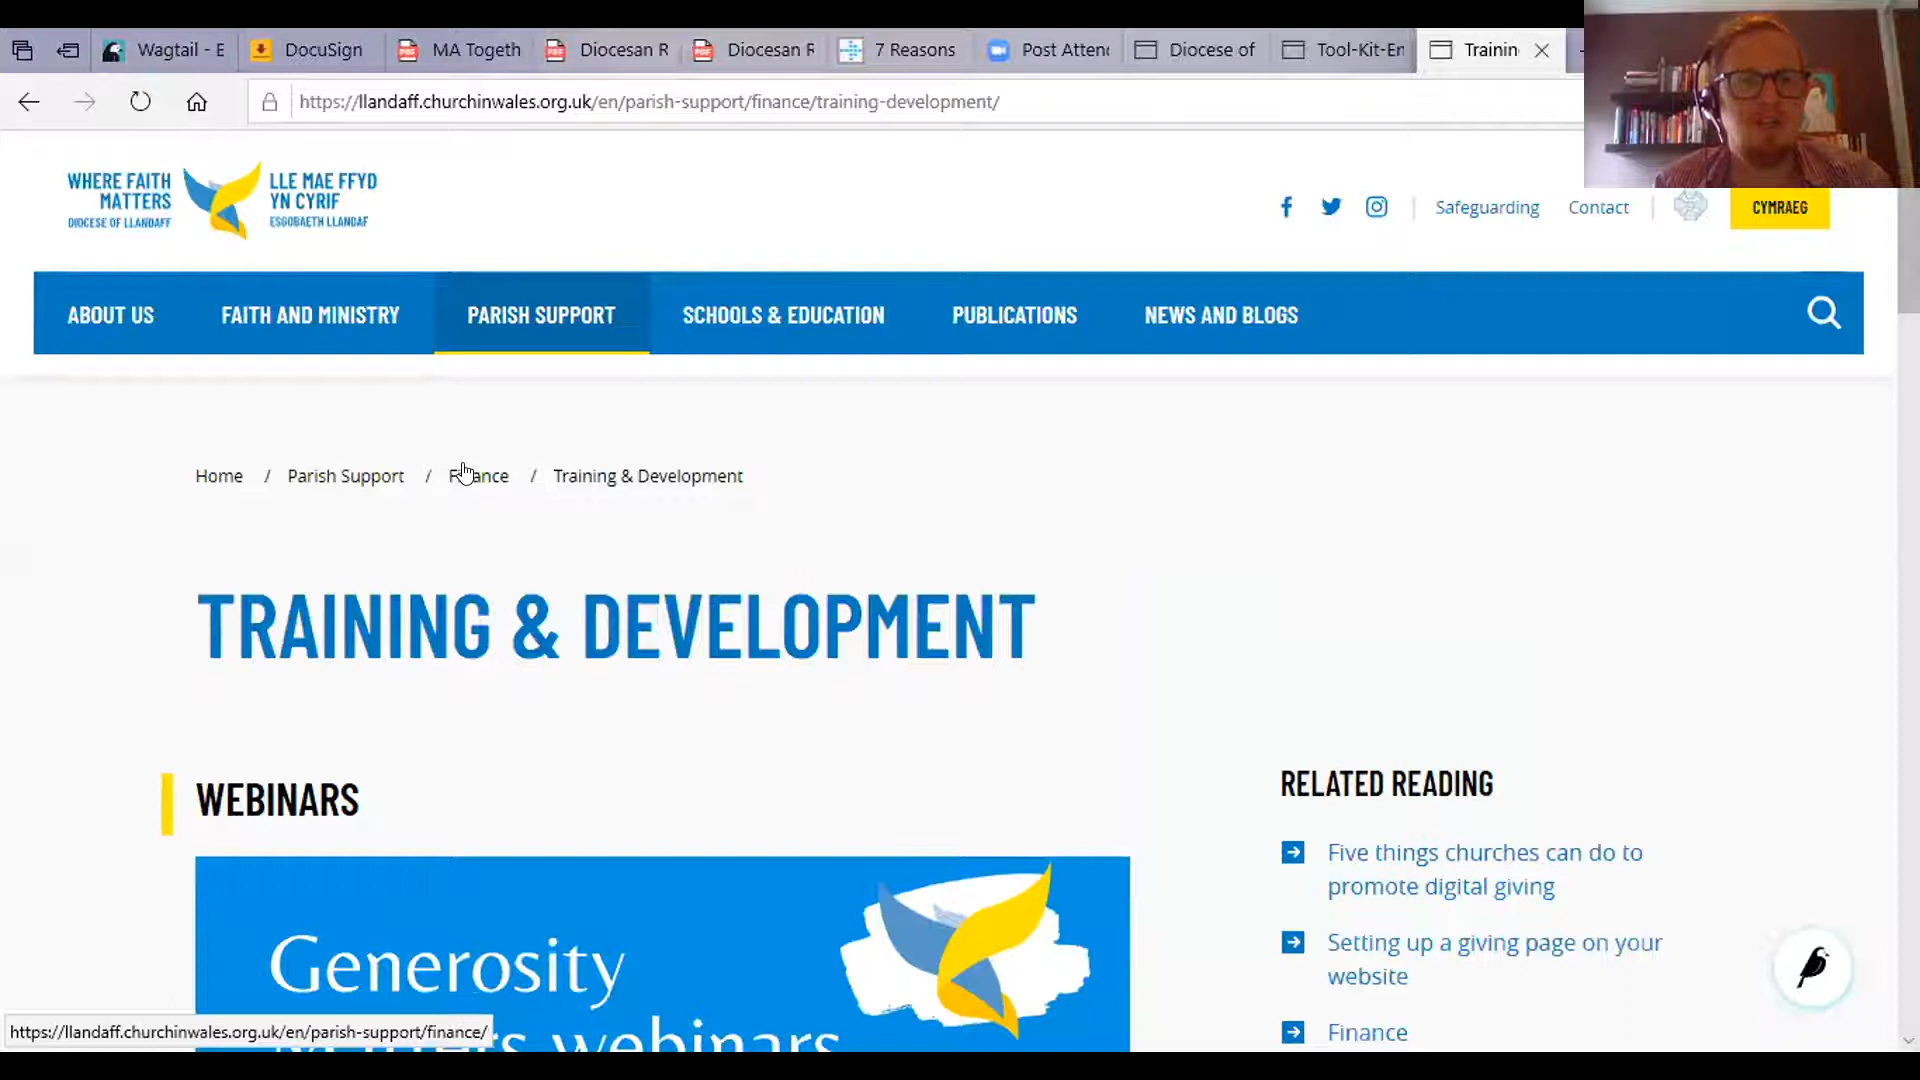 Wagtail - E
DocuSign
MA Togeth
Diocesan R
Diocesan R
7 Reasons
Post Attend
Diocese of
Tool-Kit-En
Trainin
https://llandaff.churchinwales.org.uk/en/parish-support/finance/training-development/
WHERE FAITH
MATTERS
DIOCESE OF LLANDAFF
LLE MAE FFYD
YN CYRIF
ESGOBAETH LLANDAF
Safeguarding
Contact
CYMRAEG
ABOUT US
FAITH AND MINISTRY
PARISH SUPPORT
SCHOOLS & EDUCATION
PUBLICATIONS
NEWS AND BLOGS
Home / Parish Support / Finance / Training & Development
TRAINING & DEVELOPMENT
WEBINARS
Generosity
webinars
RELATED READING
Five things churches can do to
promote digital giving
Setting up a giving page on your
website
Finance
https://llandaff.churchinwales.org.uk/en/parish-support/finance/